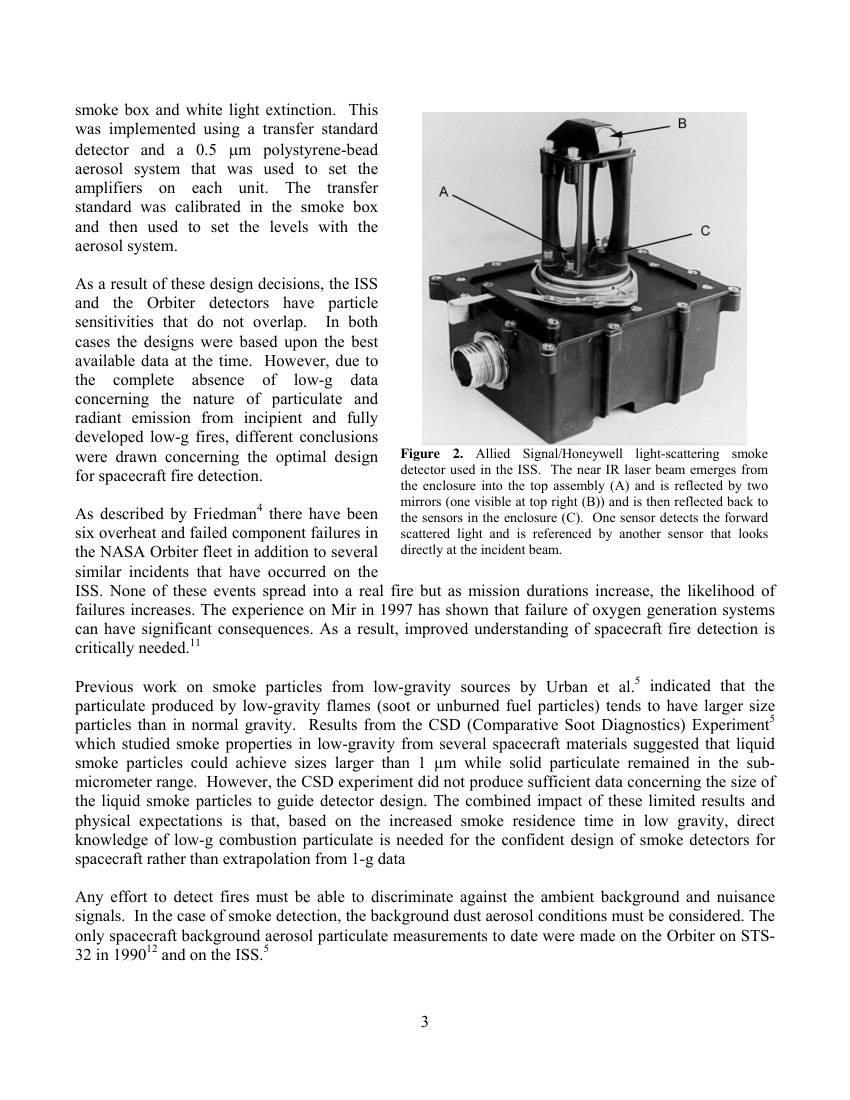 smoke box and white light extinction.  This
was implemented using a transfer standard
detector and a 0.5 μm polystyrene-bead
aerosol system that was used to set the
amplifiers on each unit. The transfer
standard was calibrated in the smoke box
and then used to set the levels with the
aerosol system.
As a result of these design decisions, the ISS
and the Orbiter detectors have particle
sensitivities that do not overlap.  In both
cases the designs were based upon the best
available data at the time.  However, due to
the complete absence of low-g data
concerning the nature of particulate and
radiant emission from incipient and fully
developed low-g fires, different conclusions
were drawn concerning the optimal design
for spacecraft fire detection.
As described by Friedman4 there have been
six overheat and failed component failures in
the NASA Orbiter fleet in addition to several
similar incidents that have occurred on the
B
A
C
Figure 2.  Allied Signal/Honeywell light-scattering smoke
detector used in the ISS.  The near IR laser beam emerges from
the enclosure into the top assembly (A) and is reflected by two
mirrors (one visible at top right (B)) and is then reflected back to
the sensors in the enclosure (C).  One sensor detects the forward
scattered light and is referenced by another sensor that looks
directly at the incident beam.
ISS. None of these events spread into a real fire but as mission durations increase, the likelihood of
failures increases. The experience on Mir in 1997 has shown that failure of oxygen generation systems
can have significant consequences. As a result, improved understanding of spacecraft fire detection is
critically needed.11
Previous work on smoke particles from low-gravity sources by Urban et al.5 indicated that the
particulate produced by low-gravity flames (soot or unburned fuel particles) tends to have larger size
particles than in normal gravity.  Results from the CSD (Comparative Soot Diagnostics) Experiment5
which studied smoke properties in low-gravity from several spacecraft materials suggested that liquid
smoke particles could achieve sizes larger than 1 µm while solid particulate remained in the sub-
micrometer range.  However, the CSD experiment did not produce sufficient data concerning the size of
the liquid smoke particles to guide detector design. The combined impact of these limited results and
physical expectations is that, based on the increased smoke residence time in low gravity, direct
knowledge of low-g combustion particulate is needed for the confident design of smoke detectors for
spacecraft rather than extrapolation from 1-g data
Any effort to detect fires must be able to discriminate against the ambient background and nuisance
signals.  In the case of smoke detection, the background dust aerosol conditions must be considered. The
only spacecraft background aerosol particulate measurements to date were made on the Orbiter on STS-
32 in 199012 and on the ISS.5
3